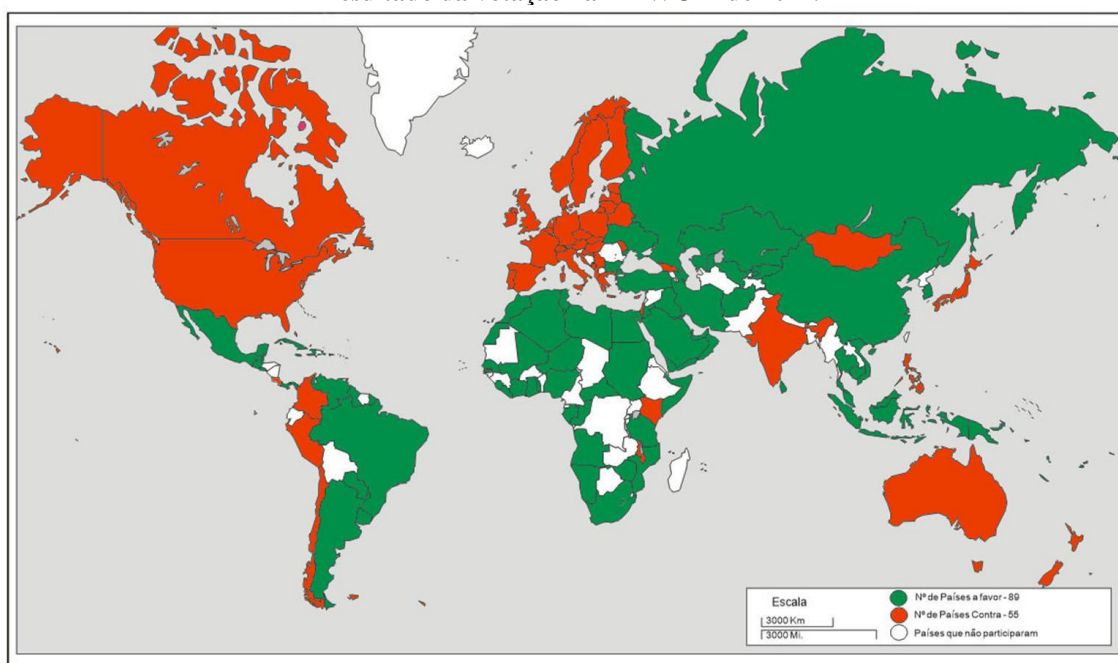 Escala
3000 Km
3000 Mi.
Nº de Países a favor - 89
Nº de Países Contra - 55
Países que não participaram